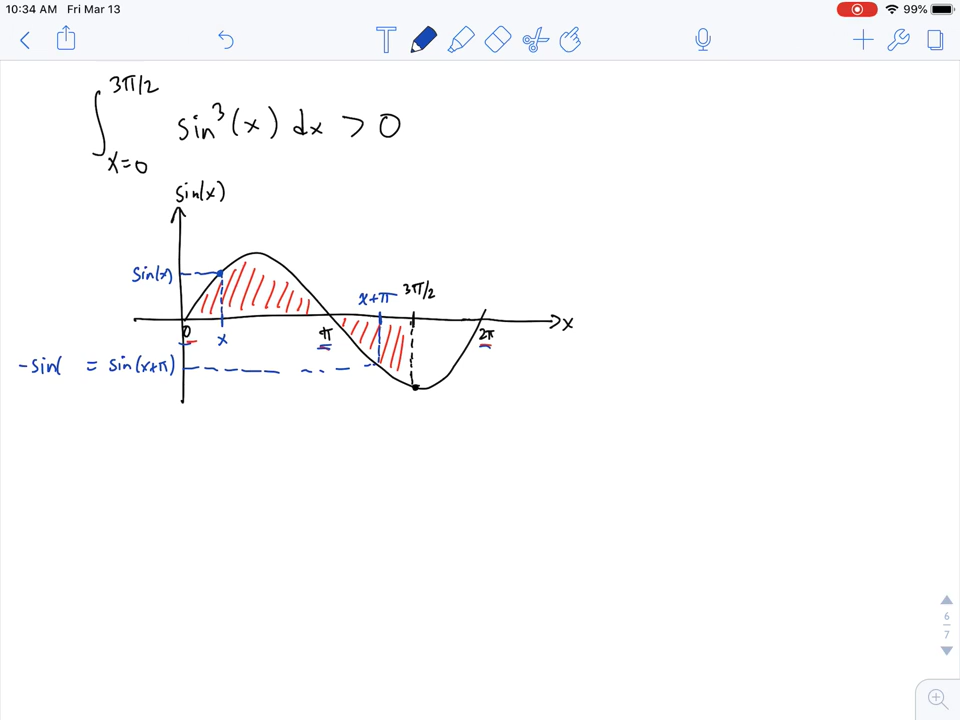 10:34 AM Fri Mar 13
99%
T
∫_{x=0}^{3π/2} sin³(x) dx > 0
sin(x)
sin(x)
x+π
3π/2
0
x
π
2π
x
-sin( = sin(x+π)
6
7